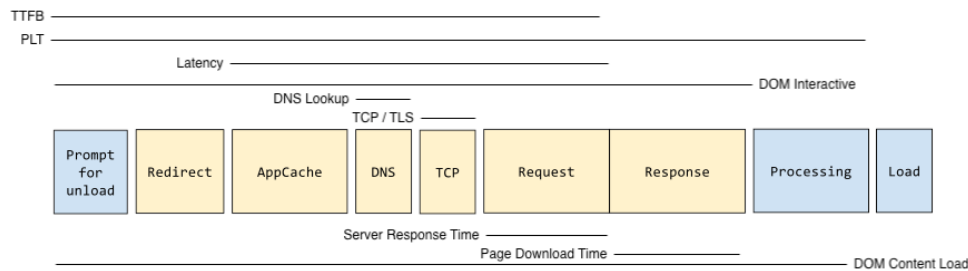 TTFB
PLT
Latency
DOM Interactive
DNS Lookup
TCP / TLS
Prompt
for
unload
Redirect
AppCache
DNS
TCP
Request
Response
Processing
Load
Server Response Time
Page Download Time
DOM Content Load